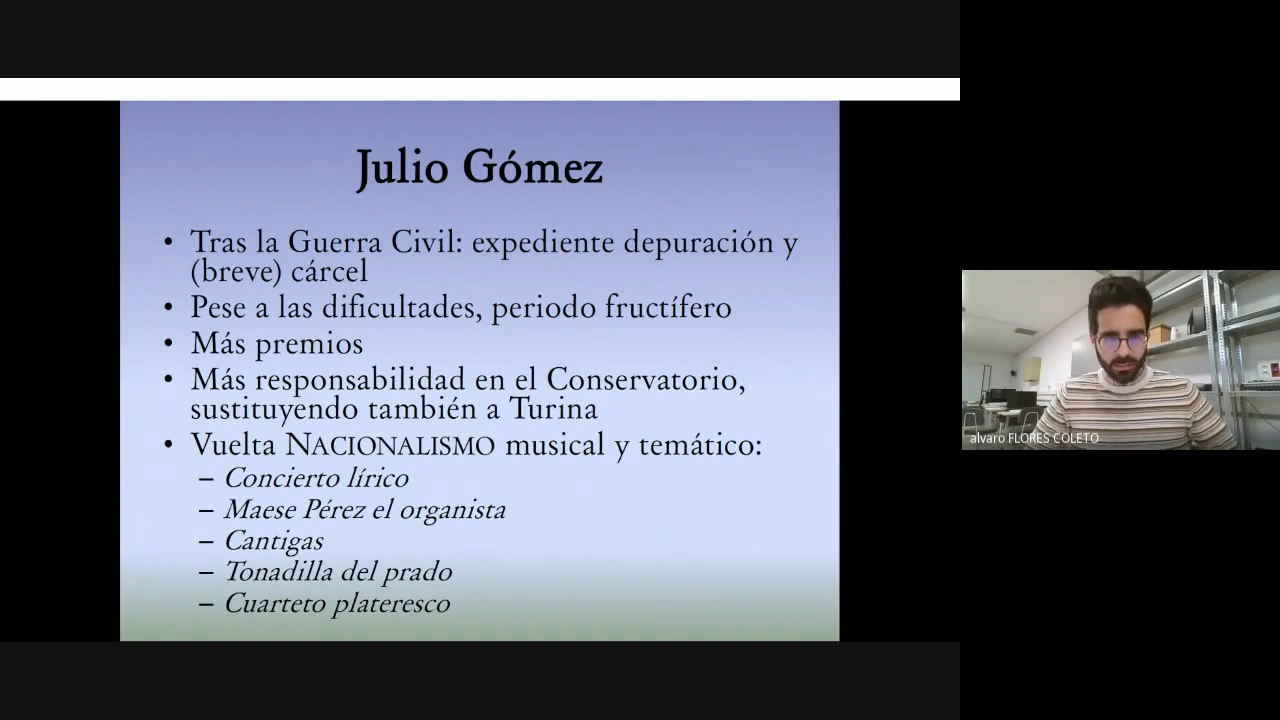 Julio Gómez
• Tras la Guerra Civil: expediente depuración y
(breve) cárcel
• Pese a las dificultades, periodo fructífero
• Más premios
• Más responsabilidad en el Conservatorio,
sustituyendo también a Turina
• Vuelta NACIONALISMO musical y temático:
– Concierto lírico
– Maese Pérez el organista
– Cantigas
– Tonadilla del prado
– Cuarteto plateresco
alvaro FLORES COLETO